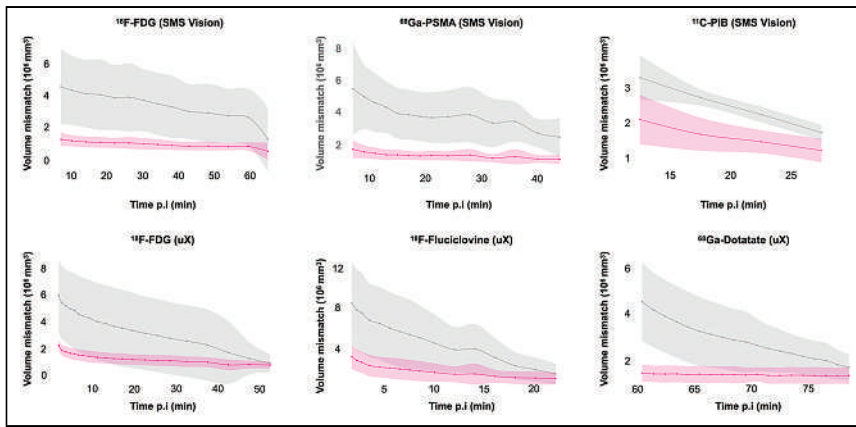 ¹⁸F-FDG (SMS Vision)
Volume mismatch (10⁶ mm³)
6
4
2
0
10 20 30 40 50 60
Time p.i (min)
⁶⁸Ga-PSMA (SMS Vision)
Volume mismatch (10⁶ mm³)
8
6
4
2
10 20 30 40
Time p.i (min)
¹¹C-PIB (SMS Vision)
Volume mismatch (10⁶ mm³)
3
2
1
15 20 25
Time p.i (min)
¹⁸F-FDG (uX)
Volume mismatch (10⁶ mm³)
8
6
4
2
0
10 20 30 40 50
Time p.i (min)
¹⁸F-Fluciclovine (uX)
Volume mismatch (10⁶ mm³)
12
8
4
5 10 15 20
Time p.i (min)
⁶⁸Ga-Dotatate (uX)
Volume mismatch (10⁶ mm³)
6
4
2
60 65 70 75
Time p.i (min)